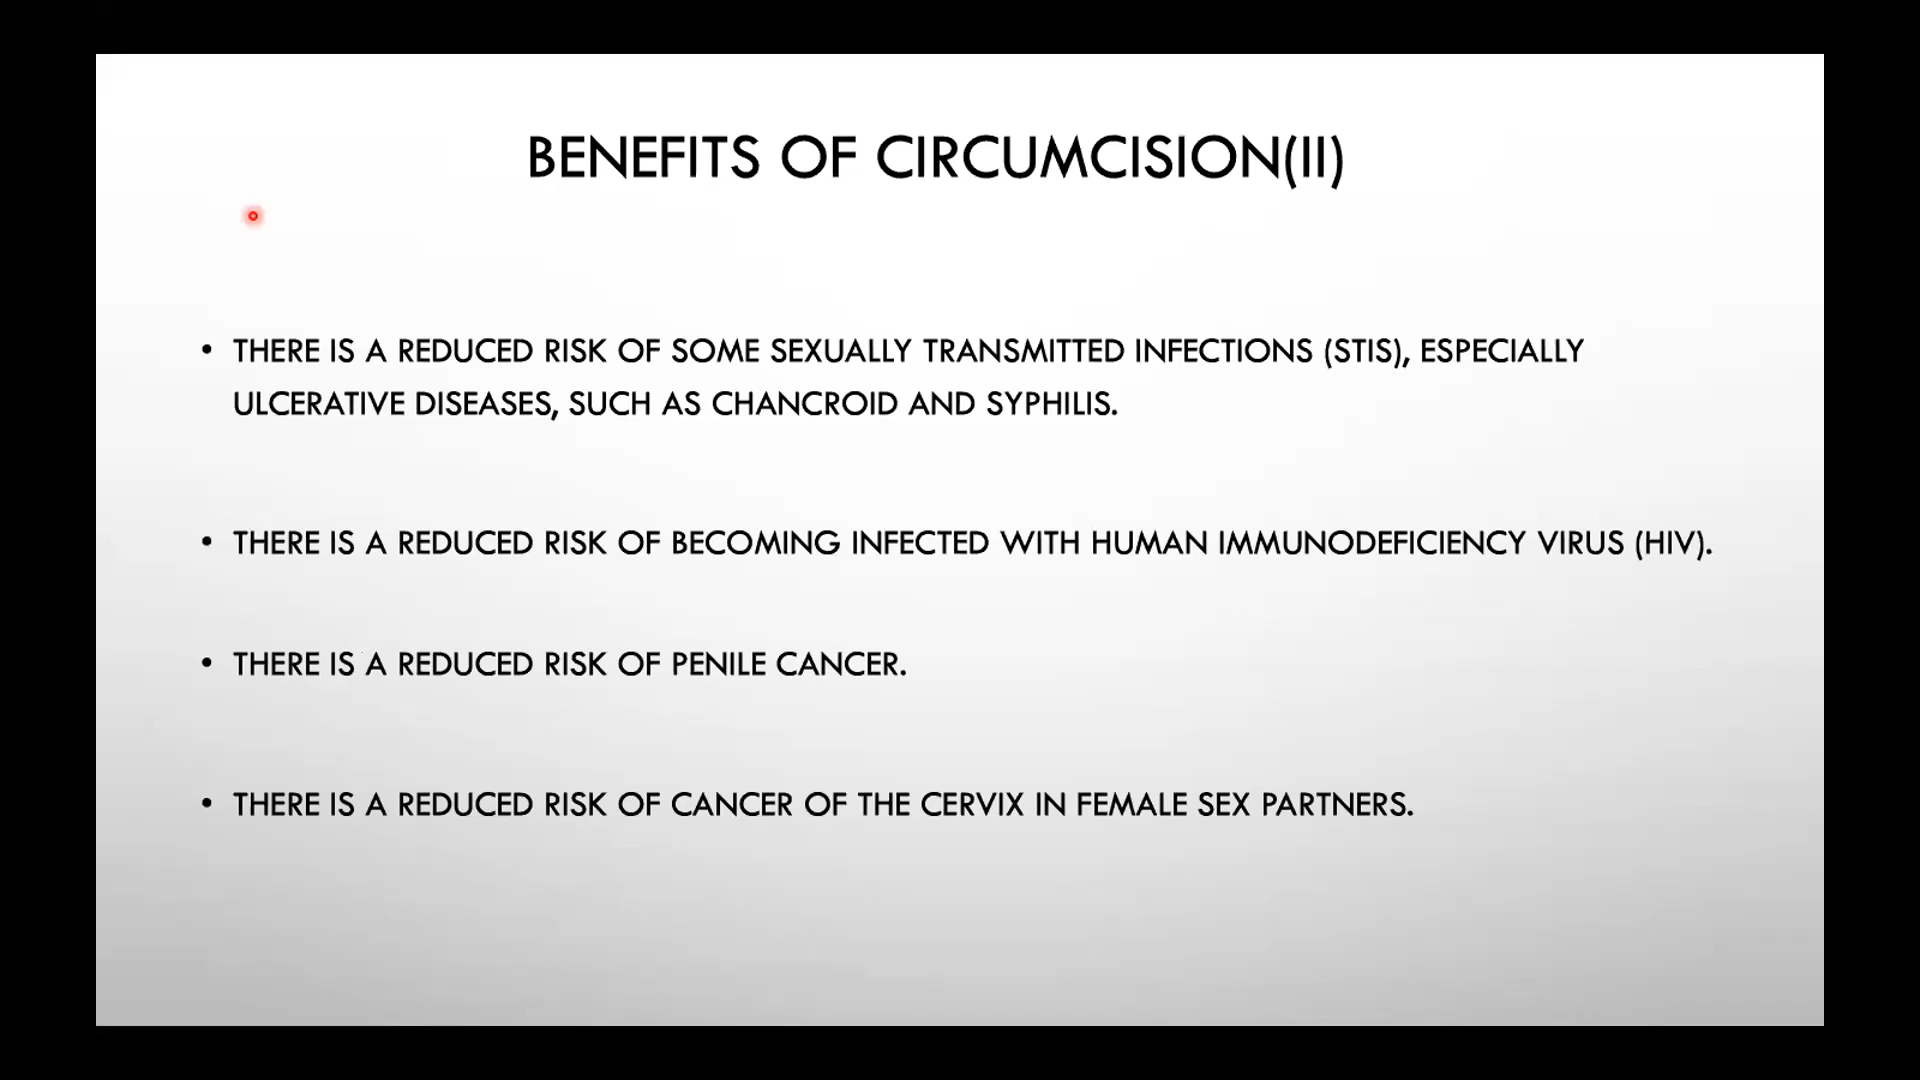 BENEFITS OF CIRCUMCISION(II)
• THERE IS A REDUCED RISK OF SOME SEXUALLY TRANSMITTED INFECTIONS (STIS), ESPECIALLY
ULCERATIVE DISEASES, SUCH AS CHANCROID AND SYPHILIS.
• THERE IS A REDUCED RISK OF BECOMING INFECTED WITH HUMAN IMMUNODEFICIENCY VIRUS (HIV).
• THERE IS A REDUCED RISK OF PENILE CANCER.
• THERE IS A REDUCED RISK OF CANCER OF THE CERVIX IN FEMALE SEX PARTNERS.